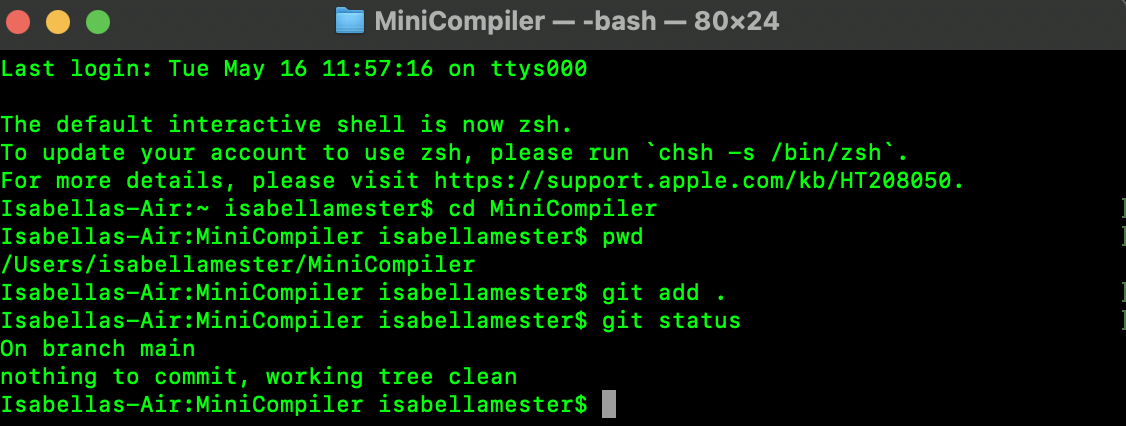 MiniCompiler — -bash — 80×24
Last login: Tue May 16 11:57:16 on ttys000
The default interactive shell is now zsh.
To update your account to use zsh, please run `chsh -s /bin/zsh`.
For more details, please visit https://support.apple.com/kb/HT208050.
Isabellas-Air:~ isabellamester$ cd MiniCompiler
Isabellas-Air:MiniCompiler isabellamester$ pwd
/Users/isabellamester/MiniCompiler
Isabellas-Air:MiniCompiler isabellamester$ git add .
Isabellas-Air:MiniCompiler isabellamester$ git status
On branch main
nothing to commit, working tree clean
Isabellas-Air:MiniCompiler isabellamester$